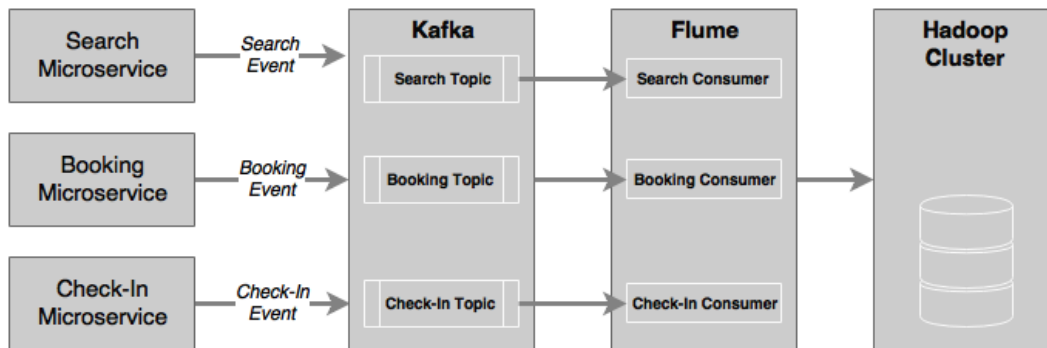 Search
Microservice
Search
Event
Kafka
Search Topic
Flume
Search Consumer
Hadoop
Cluster
Booking
Microservice
Booking
Event
Booking Topic
Booking Consumer
Check-In
Microservice
Check-In
Event
Check-In Topic
Check-In Consumer